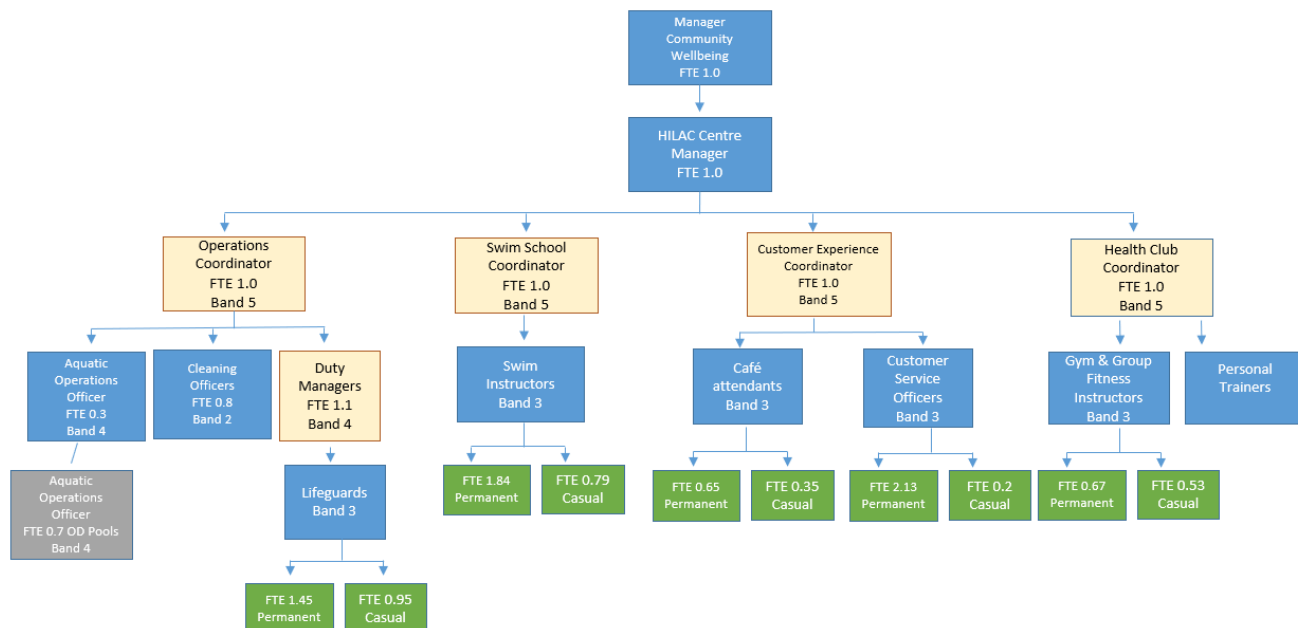 Manager
Community
Wellbeing
FTE 1.0
HILAC Centre
Manager
FTE 1.0
Operations
Coordinator
FTE 1.0
Band 5
Swim School
Coordinator
FTE 1.0
Band 5
Customer Experience
Coordinator
FTE 1.0
Band 5
Health Club
Coordinator
FTE 1.0
Band 5
Aquatic
Operations
Officer
FTE 0.3
Band 4
Cleaning
Officers
FTE 0.8
Band 2
Duty
Managers
FTE 1.1
Band 4
Swim
Instructors
Band 3
Café
attendants
Band 3
Customer
Service
Officers
Band 3
Gym & Group
Fitness
Instructors
Band 3
Personal
Trainers
Aquatic
Operations
Officer
FTE 0.7 OD Pools
Band 4
Lifeguards
Band 3
FTE 1.84
Permanent
FTE 0.79
Casual
FTE 0.65
Permanent
FTE 0.35
Casual
FTE 2.13
Permanent
FTE 0.2
Casual
FTE 0.67
Permanent
FTE 0.53
Casual
FTE 1.45
Permanent
FTE 0.95
Casual